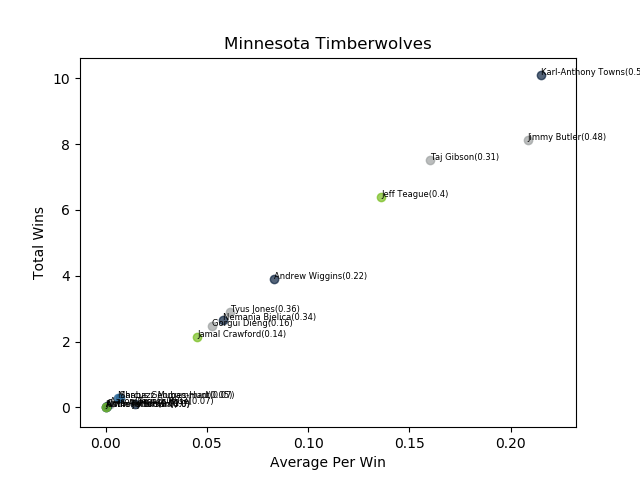 Minnesota Timberwolves
Total Wins
10
8
6
4
2
0
Karl-Anthony Towns(0.5
Jimmy Butler(0.48)
Taj Gibson(0.31)
Jeff Teague(0.4)
Andrew Wiggins(0.22)
Tyus Jones(0.36)
Nemanja Bjelica(0.34)
Gorgui Dieng(0.16)
Jamal Crawford(0.14)
0.00
0.05
0.10
0.15
0.20
Average Per Win